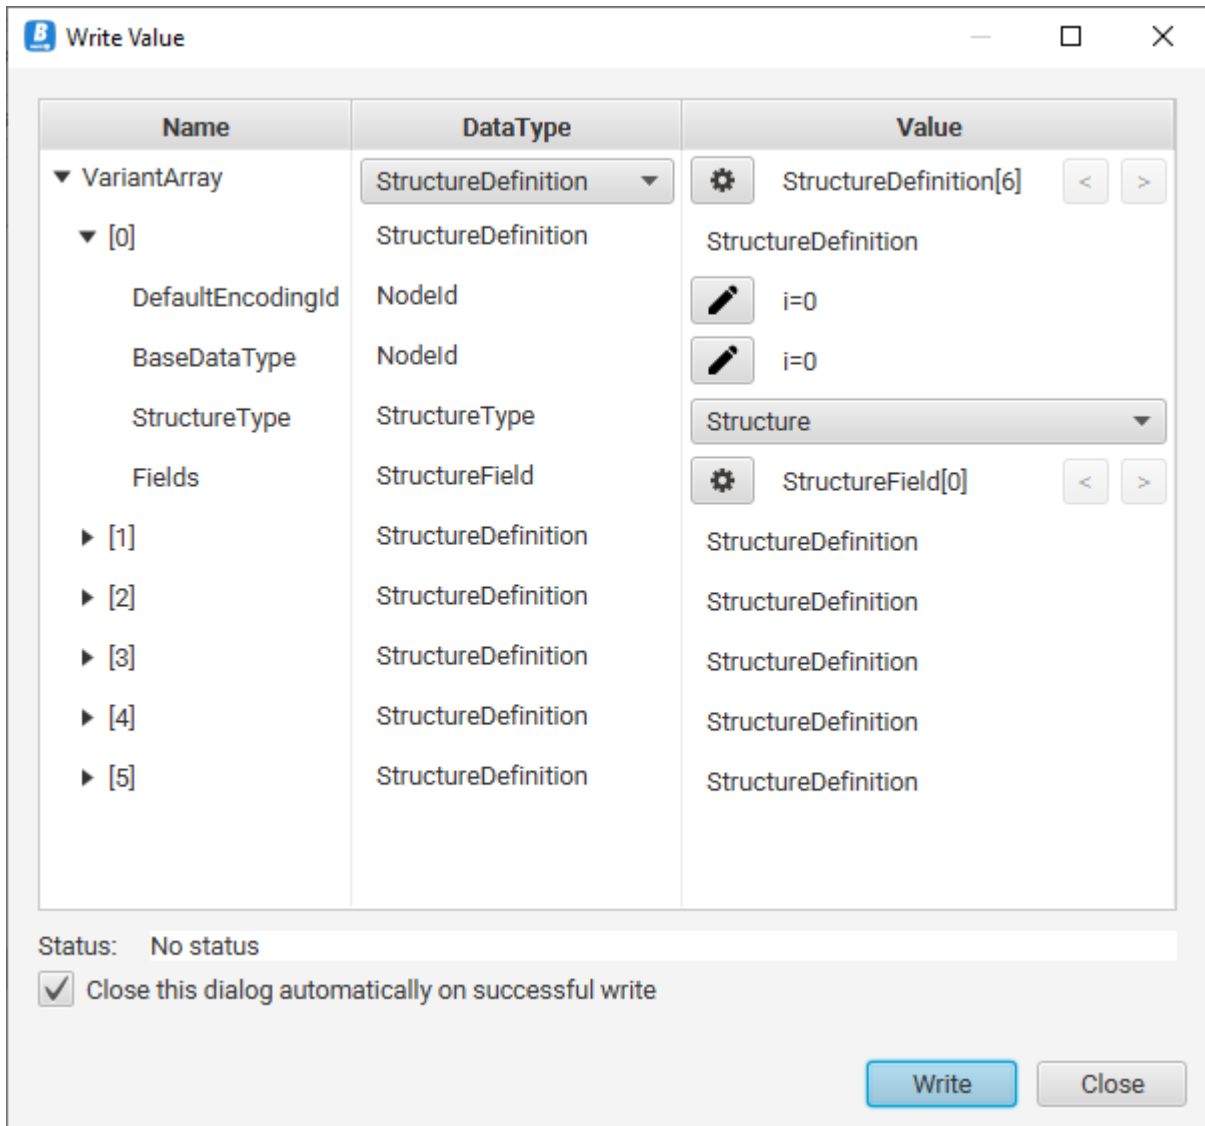 Write Value
Name DataType Value
VariantArray StructureDefinition StructureDefinition[6] < >
[0] StructureDefinition StructureDefinition
DefaultEncodingId NodeId i=0
BaseDataType NodeId i=0
StructureType StructureType Structure
Fields StructureField StructureField[0] < >
[1] StructureDefinition StructureDefinition
[2] StructureDefinition StructureDefinition
[3] StructureDefinition StructureDefinition
[4] StructureDefinition StructureDefinition
[5] StructureDefinition StructureDefinition
Status: No status
Close this dialog automatically on successful write
Write Close